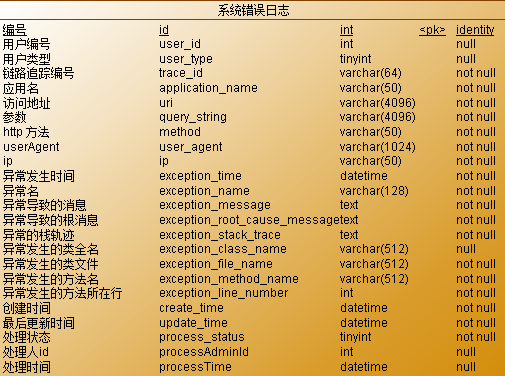 系统错误日志
编号 id int <pk> identity
用户编号 user_id int null
用户类型 user_type tinyint null
链路追踪编号 trace_id varchar(64) not null
应用名 application_name varchar(50) not null
访问地址 uri varchar(4096) not null
参数 query_string varchar(4096) not null
http 方法 method varchar(50) not null
userAgent user_agent varchar(1024) not null
ip ip varchar(50) not null
异常发生时间 exception_time datetime not null
异常名 exception_name varchar(128) not null
异常导致的消息 exception_message text not null
异常导致的根消息 exception_root_cause_message text not null
异常的栈轨迹 exception_stack_trace text not null
异常发生的类全名 exception_class_name varchar(512) null
异常发生的类文件 exception_file_name varchar(512) not null
异常发生的方法名 exception_method_name varchar(512) not null
异常发生的方法所在行 exception_line_number int not null
创建时间 create_time datetime not null
最后更新时间 update_time datetime not null
处理状态 process_status tinyint not null
处理人id processAdminId int null
处理时间 processTime datetime null